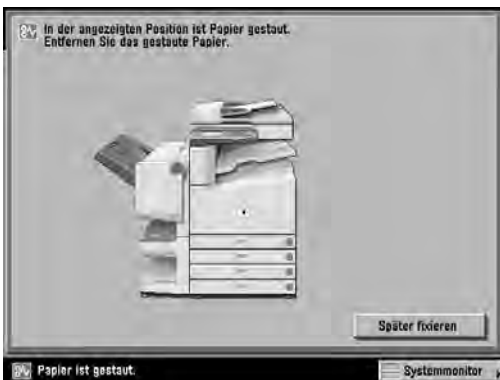 In der angezeigten Position ist Papier gestaut.
Entfernen Sie das gestaute Papier.
Später fixieren
Papier ist gestaut.
Systemmonitor